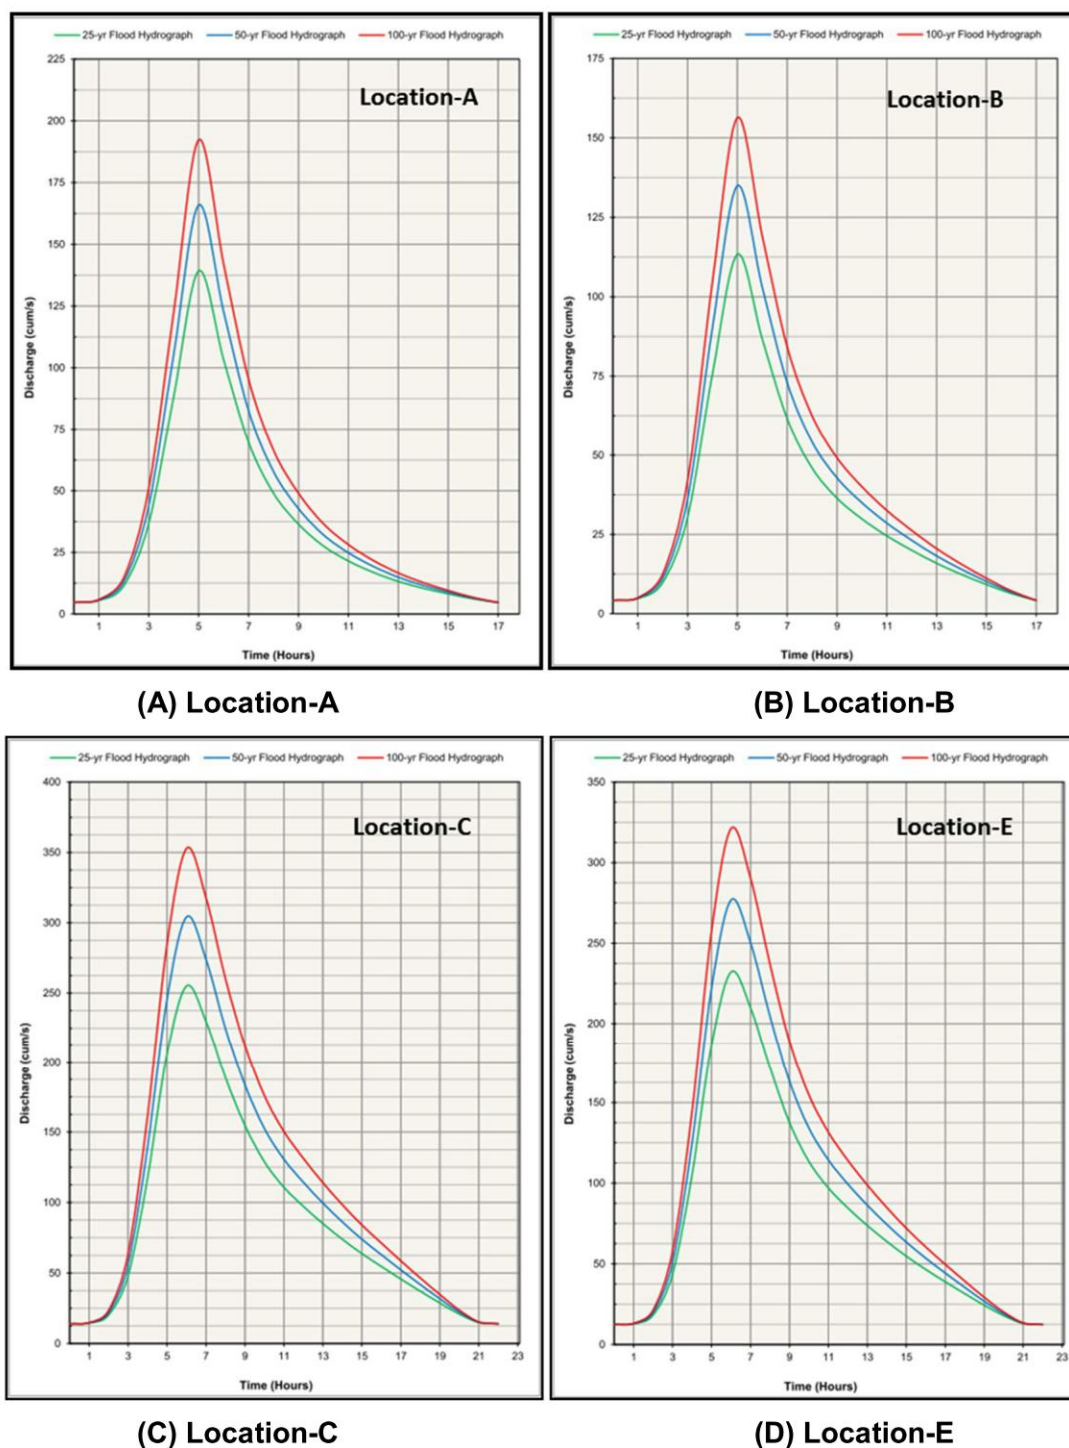 25-yr Flood Hydrograph 50-yr Flood Hydrograph 100-yr Flood Hydrograph
Location-A
225
200
175
150
125
100
75
50
25
0
Discharge (cum/s)
1 3 5 7 9 11 13 15 17
Time (Hours)
(A) Location-A
25-yr Flood Hydrograph 50-yr Flood Hydrograph 100-yr Flood Hydrograph
Location-B
175
150
125
100
75
50
25
0
Discharge (cum/s)
1 3 5 7 9 11 13 15 17
Time (Hours)
(B) Location-B
25-yr Flood Hydrograph 50-yr Flood Hydrograph 100-yr Flood Hydrograph
Location-C
400
350
300
250
200
150
100
50
0
Discharge (cum/s)
1 3 5 7 9 11 13 15 17 19 21 23
Time (Hours)
(C) Location-C
25-yr Flood Hydrograph 50-yr Flood Hydrograph 100-yr Flood Hydrograph
Location-E
350
300
250
200
150
100
50
0
Discharge (cum/s)
1 3 5 7 9 11 13 15 17 19 21 23
Time (Hours)
(D) Location-E